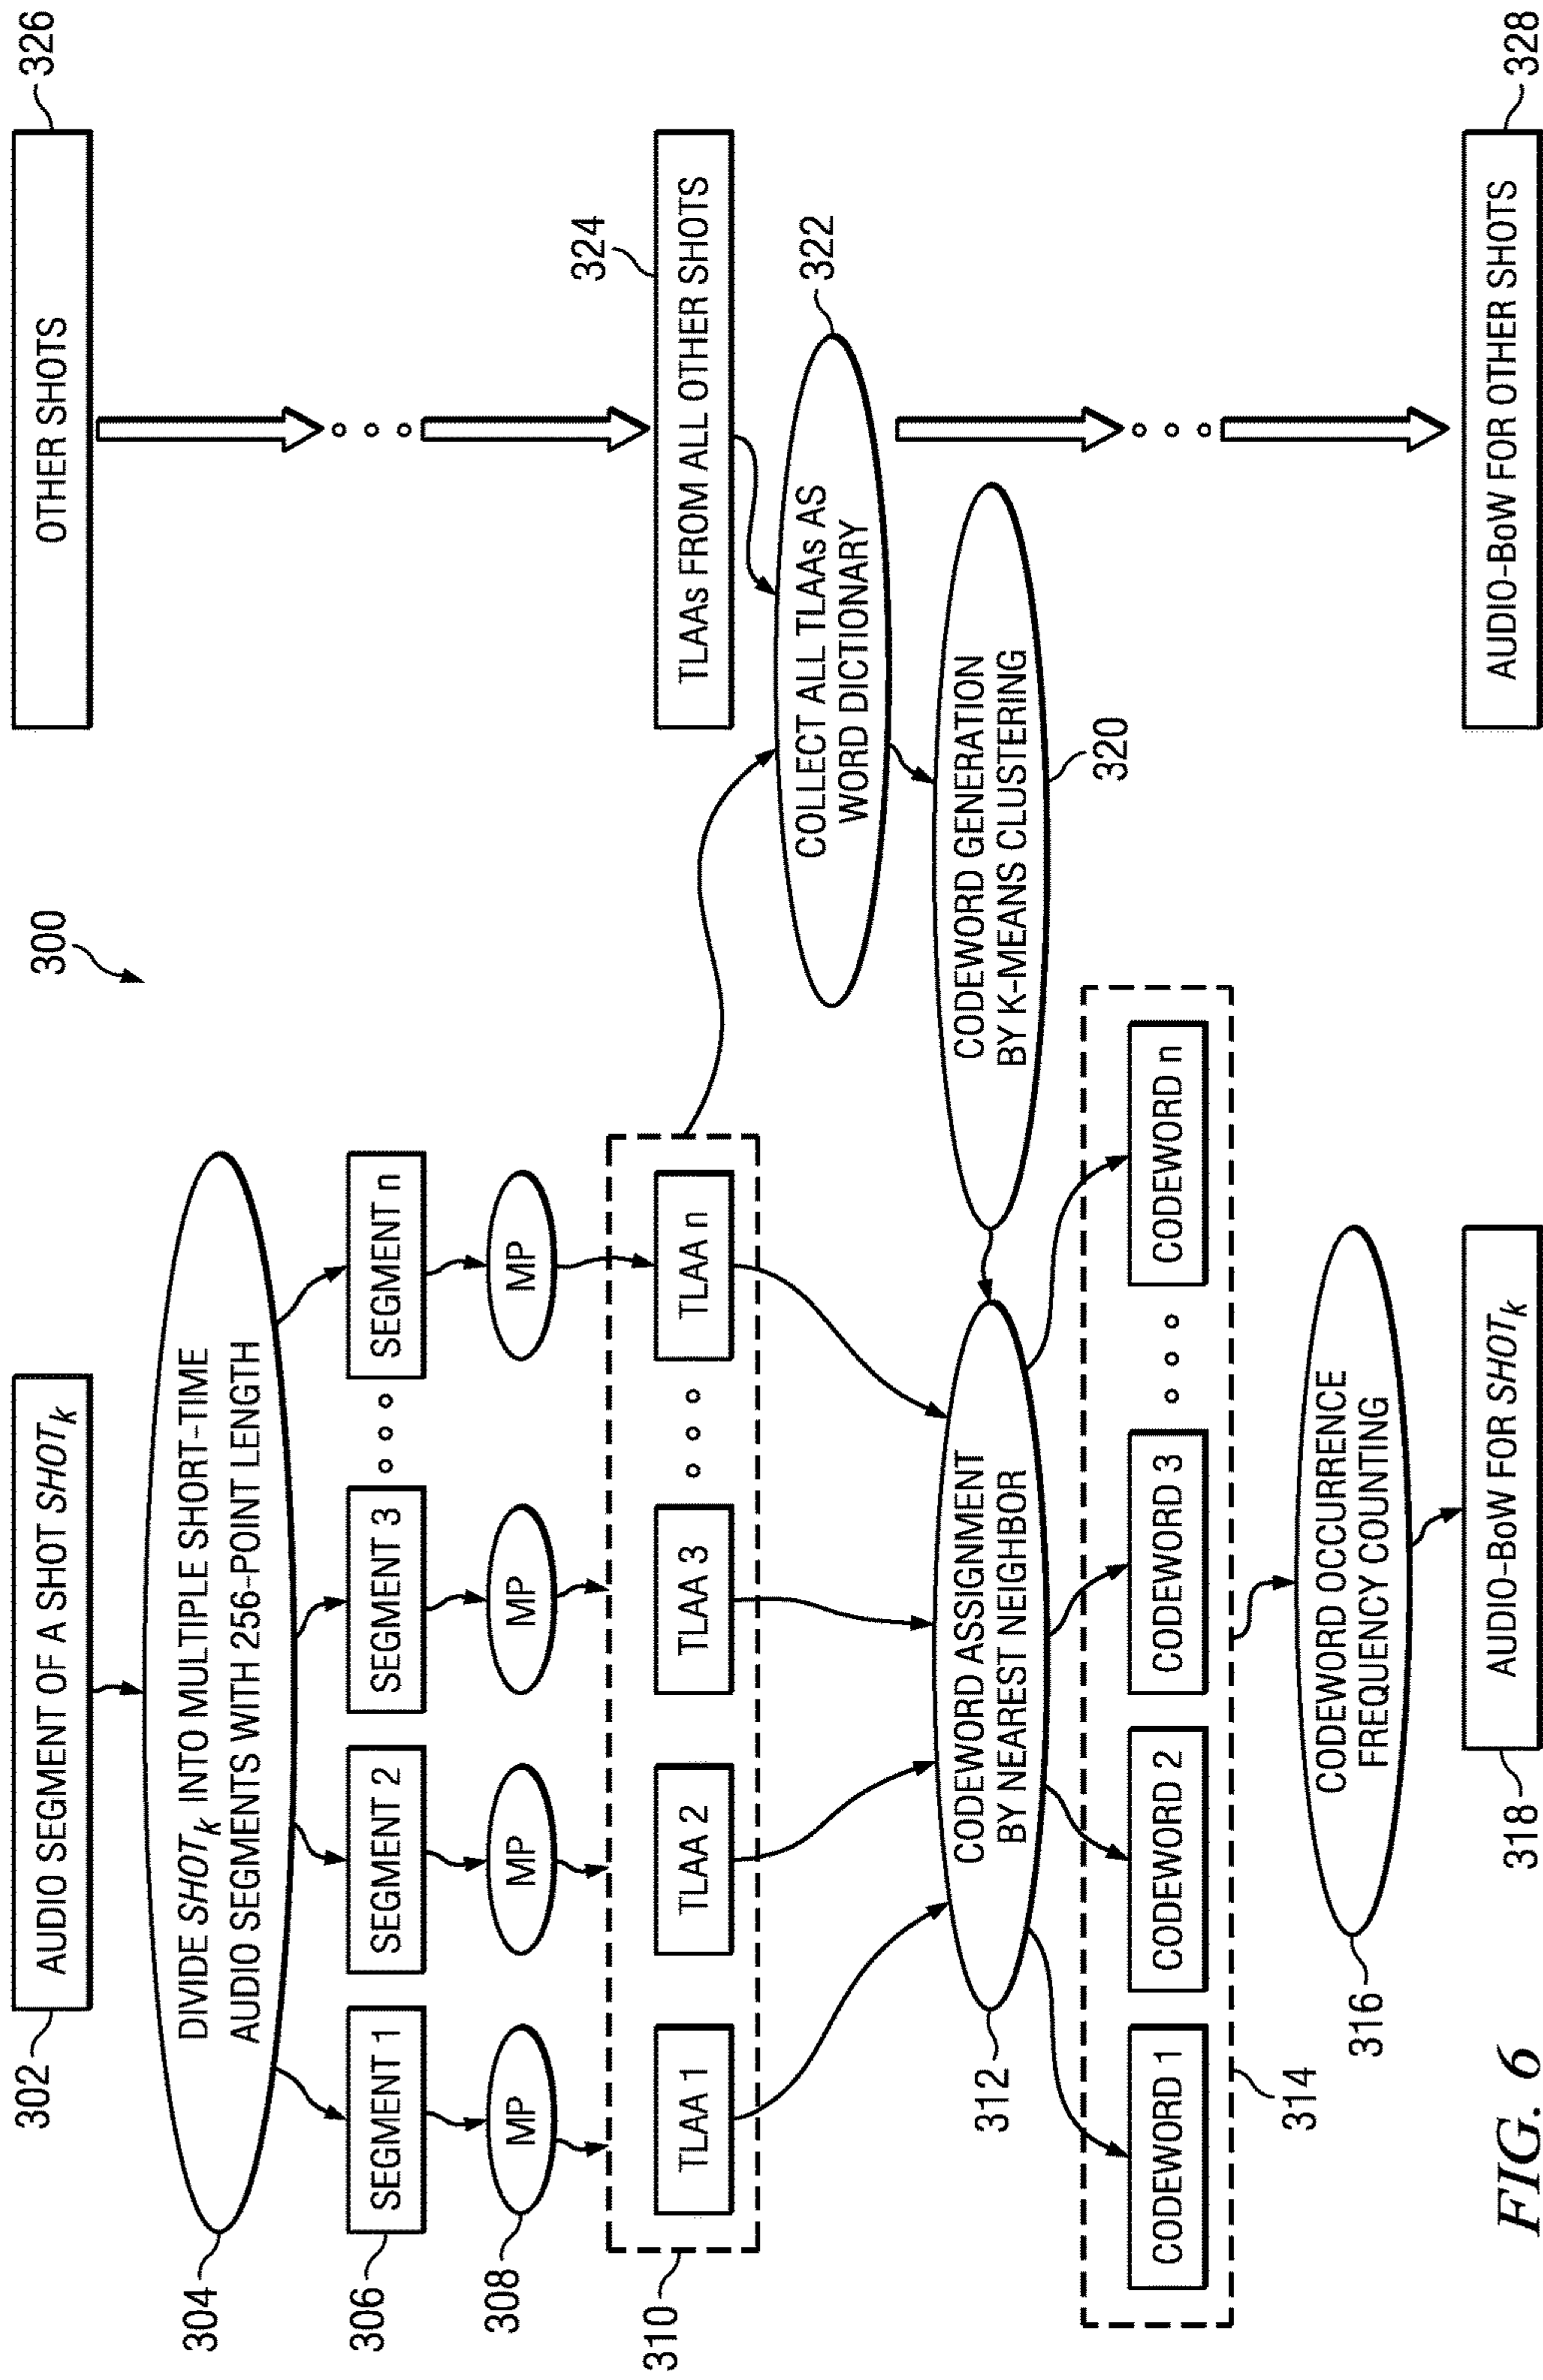 300
302
AUDIO SEGMENT OF A SHOT SHOTk
OTHER SHOTS
326
304
DIVIDE SHOTk INTO MULTIPLE SHORT-TIME
AUDIO SEGMENTS WITH 256-POINT LENGTH
306
SEGMENT 1
SEGMENT 2
SEGMENT 3
SEGMENT n
308
MP
MP
MP
MP
310
TLAA 1
TLAA 2
TLAA 3
TLAA n
324
TLAAs FROM ALL OTHER SHOTS
COLLECT ALL TLAAs AS
WORD DICTIONARY
322
312
CODEWORD ASSIGNMENT
BY NEAREST NEIGHBOR
CODEWORD GENERATION
BY K-MEANS CLUSTERING
320
CODEWORD 1
CODEWORD 2
CODEWORD 3
CODEWORD n
314
316
CODEWORD OCCURRENCE
FREQUENCY COUNTING
318
AUDIO-BoW FOR SHOTk
AUDIO-BoW FOR OTHER SHOTS
328
FIG. 6